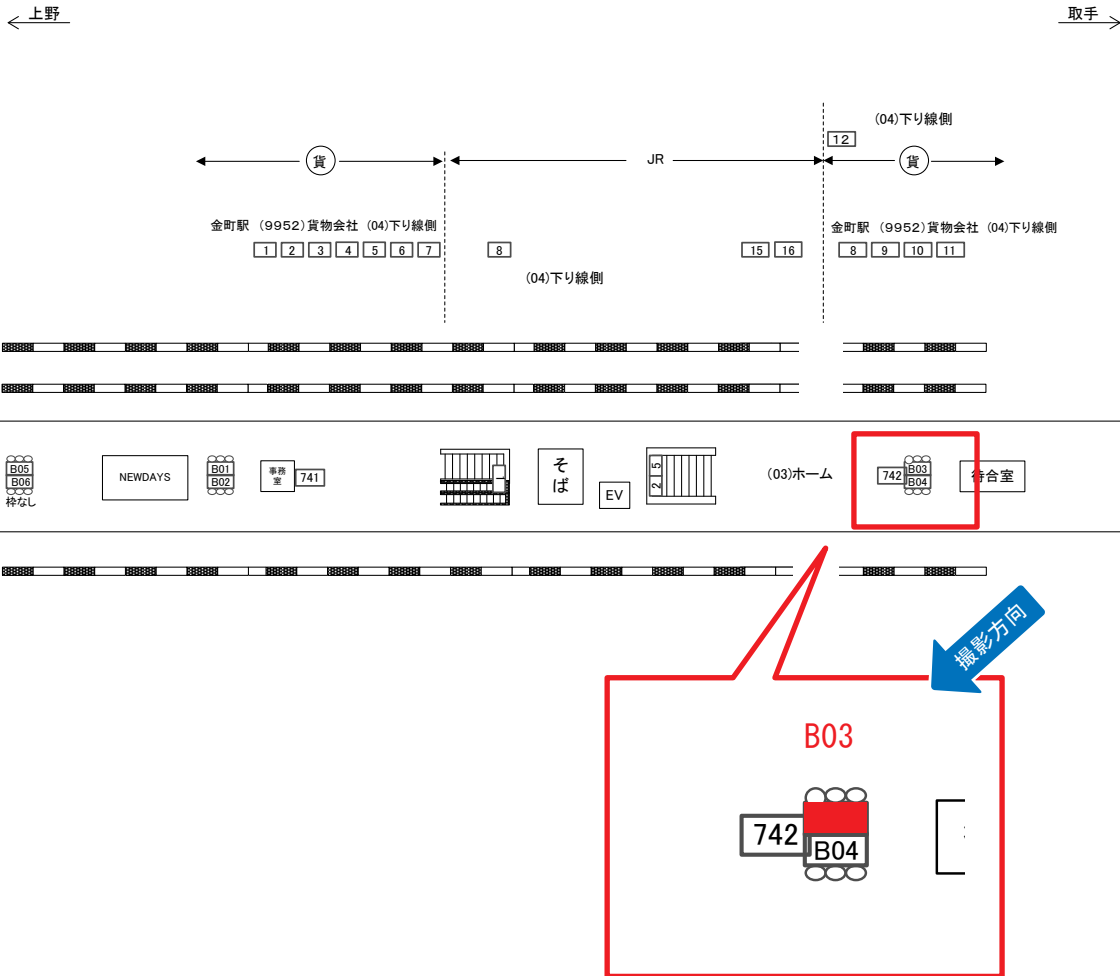 上野
取手
(04)下り線側
12
貨
JR
貨
金町駅 (9952)貨物会社 (04)下り線側
金町駅 (9952)貨物会社 (04)下り線側
1 2 3 4 5 6 7
8
15 16
8 9 10 11
(04)下り線側
B05
B06
枠なし
NEWDAYS
B01
B02
事務
室
741
1
そ
ば
EV
2 5
(03)ホーム
742
B03
B04
待合室
撮影方向
B03
742
B04